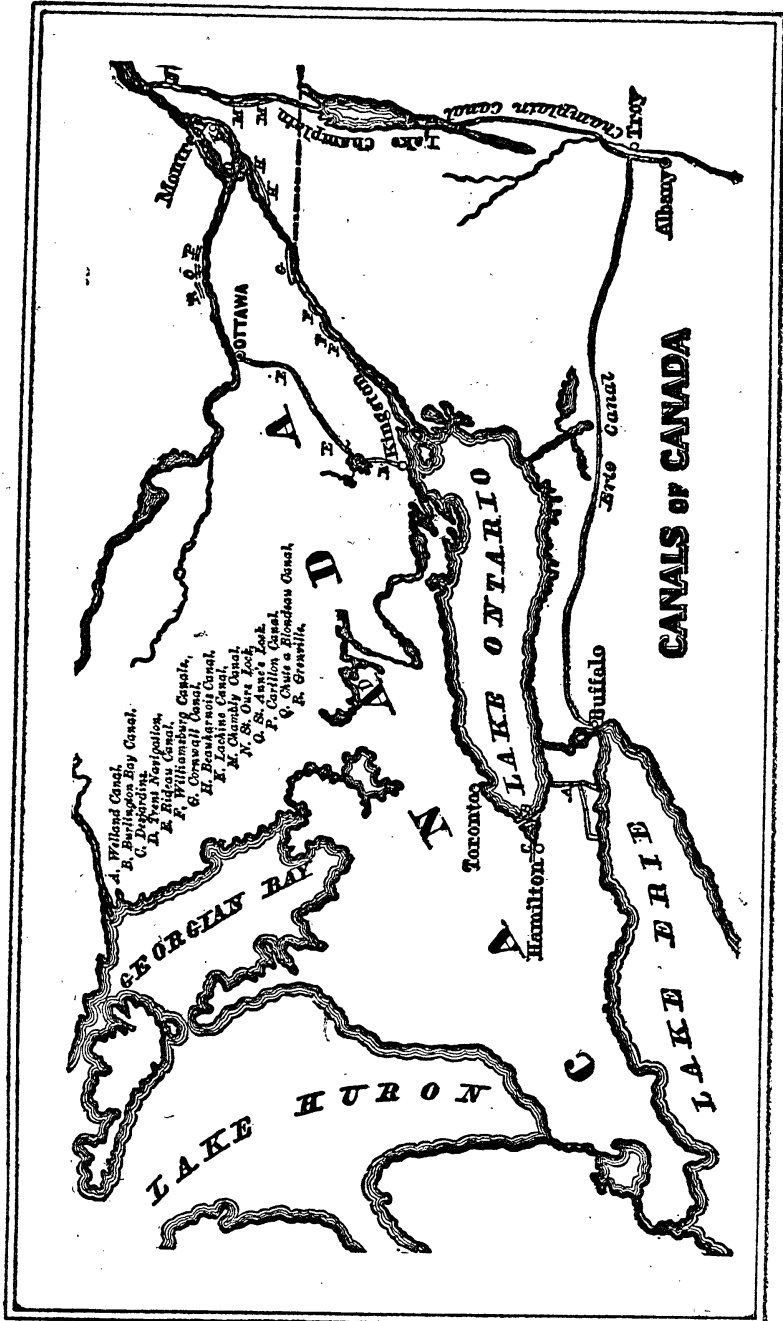 CANALS OF CANADA
A, Welland Canal,
B, Burlington Bay Canal,
C, Desjardins,
D, Trent Navigation,
E, Rideau Canal,
F, Williamsburg Canals,
G, Cornwall Canal,
H, Beauharnois Canal,
K, Lachine Canal,
M, Chambly Canal,
N, St. Ours Lock,
O, St. Anne's Lock,
P, Carillon Canal,
Q, Chute a Blondeau Canal,
R, Grenville,
CANADA
GEORGIAN BAY
LAKE HURON
LAKE ERIE
LAKE ONTARIO
Toronto
Hamilton
Buffalo
Kingston
OTTAWA
Lake Champlain
Champlain Canal
Troy
Albany
Erie Canal
R Q P
E
E
E
F
F
F
G
H
H
M
M
A
C
D